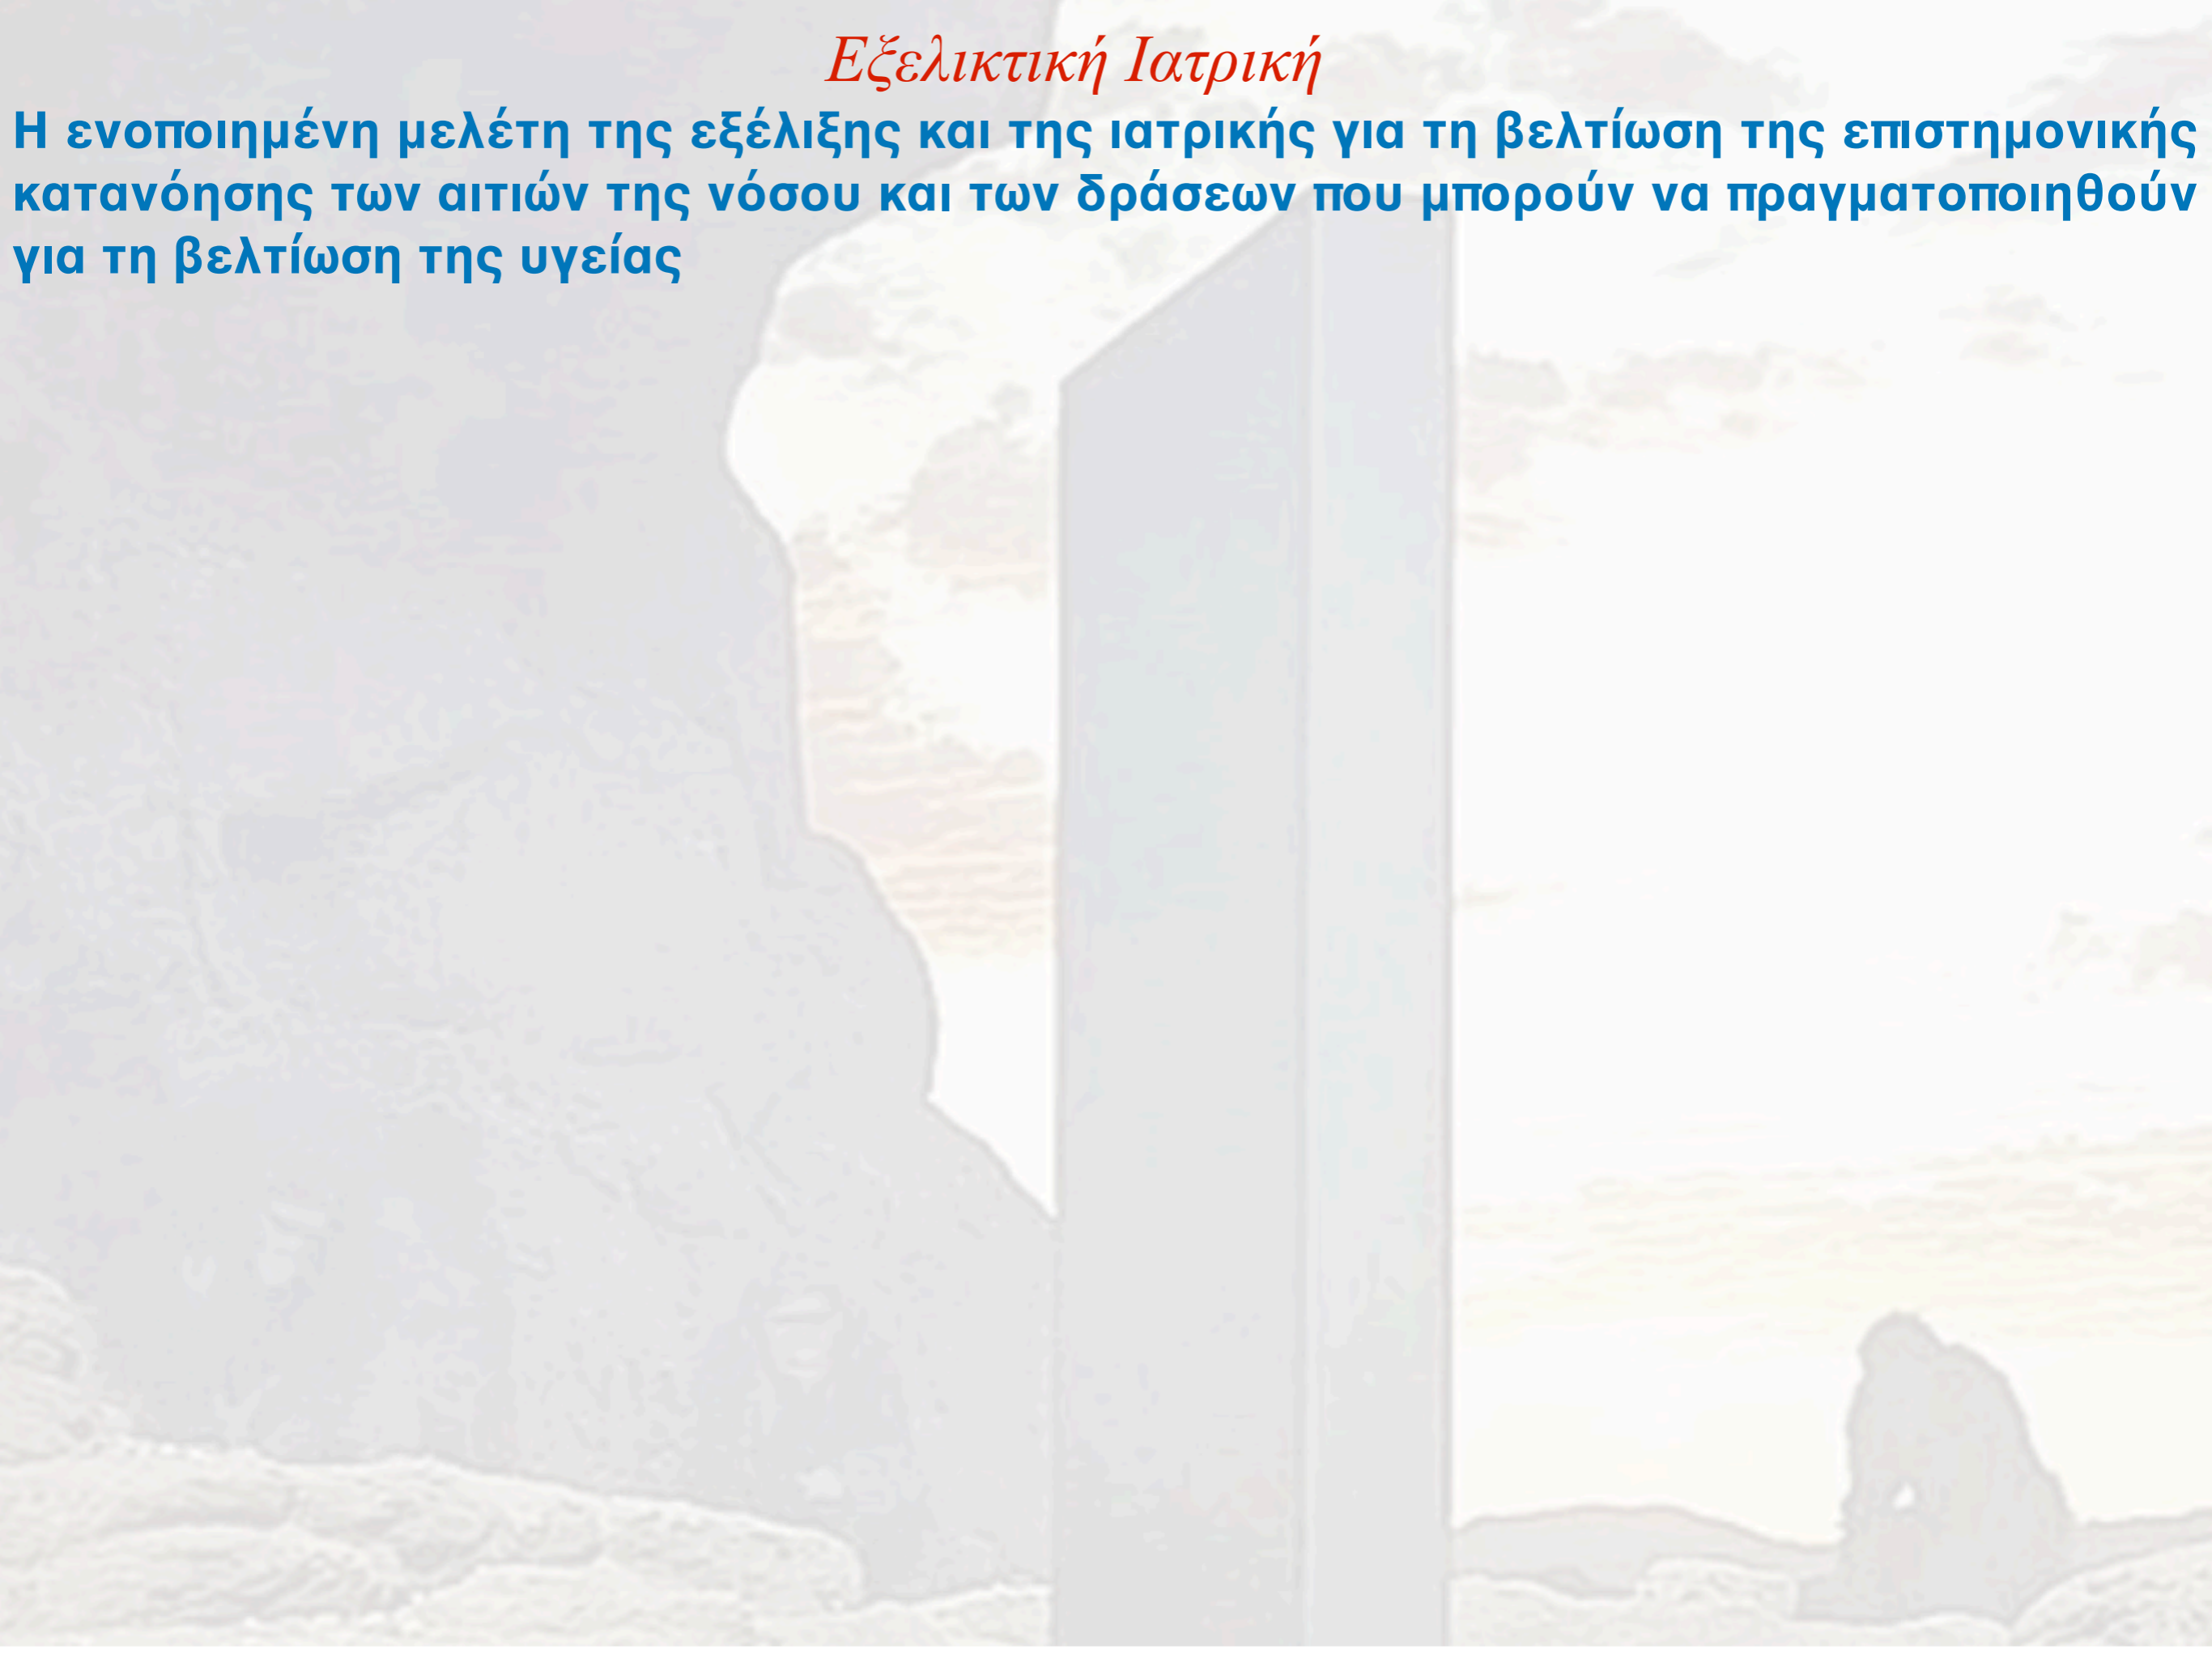 Εξελικτική Ιατρική
Η ενοποιημένη μελέτη της εξέλιξης και της ιατρικής για τη βελτίωση της επιστημονικής
κατανόησης των αιτιών της νόσου και των δράσεων που μπορούν να πραγματοποιηθούν
για τη βελτίωση της υγείας